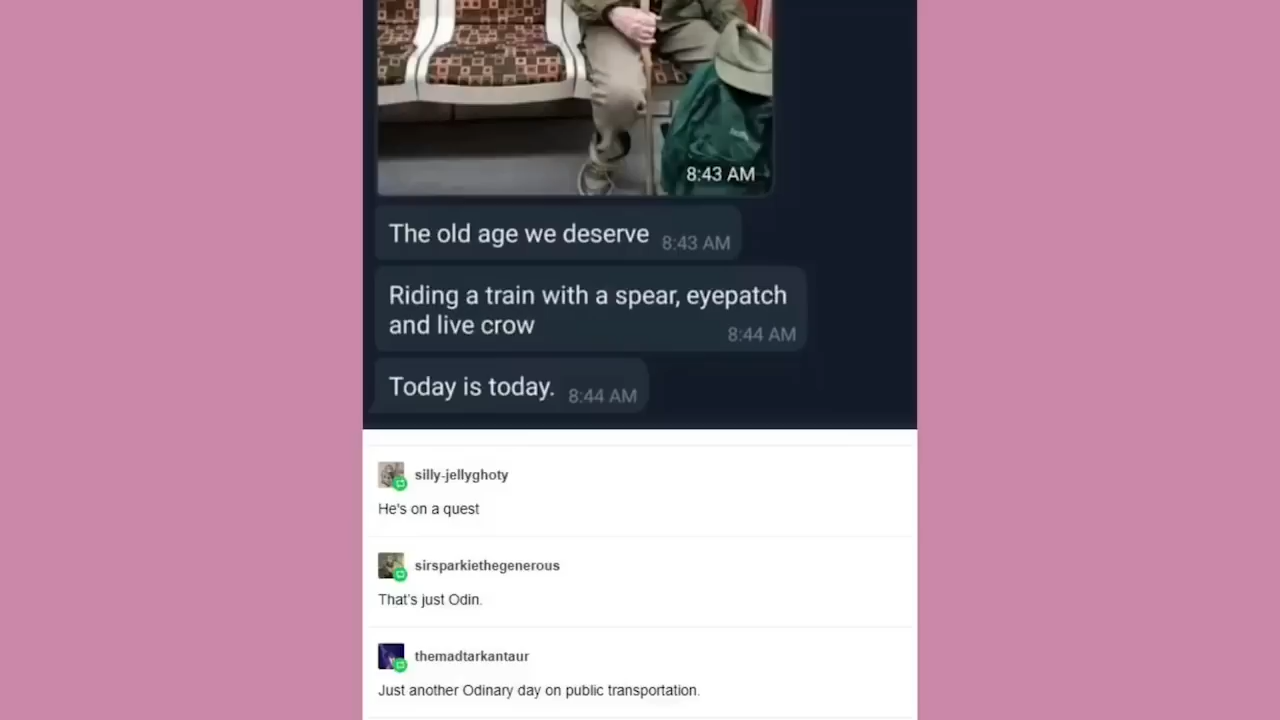 8:43 AM
The old age we deserve 8:43 AM
Riding a train with a spear, eyepatch
and live crow 8:44 AM
Today is today. 8:44 AM
silly-jellyghoty
He's on a quest
sirsparkiethegenerous
That's just Odin.
themadtarkantaur
Just another Odinary day on public transportation.